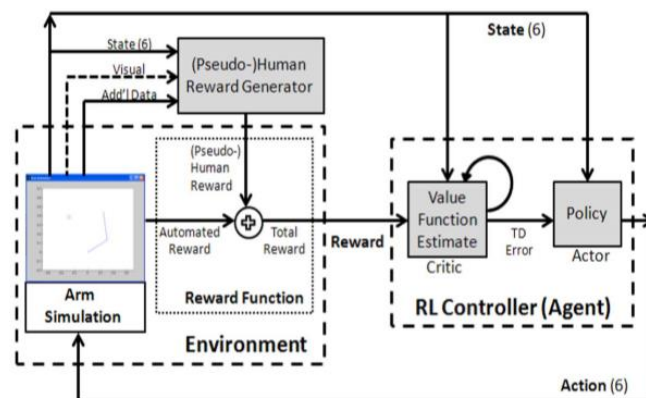 State (6)
State (6)
Visual
Add'l Data
(Pseudo-)Human
Reward Generator
(Pseudo-)
Human
Reward
Automated
Reward
Total
Reward
Reward
Reward Function
Arm
Simulation
Environment
Value
Function
Estimate
Critic
TD
Error
Policy
Actor
RL Controller (Agent)
Action (6)